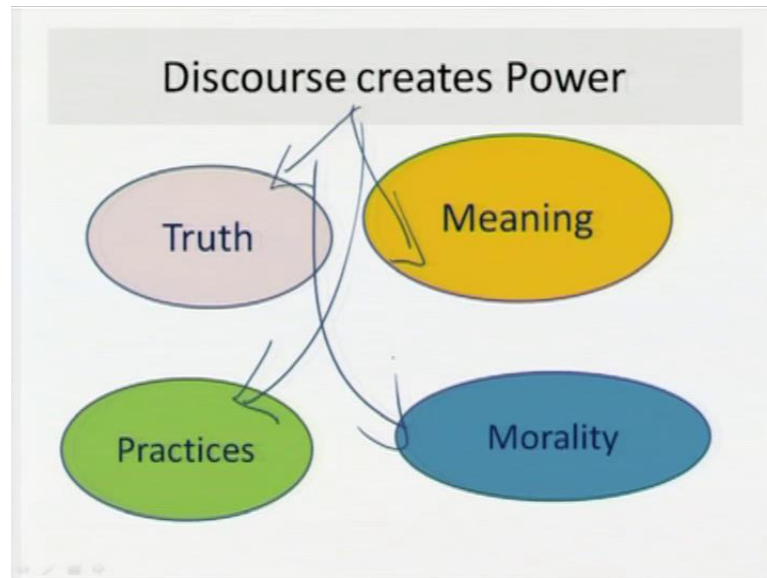 Discourse creates Power
Truth
Meaning
Practices
Morality